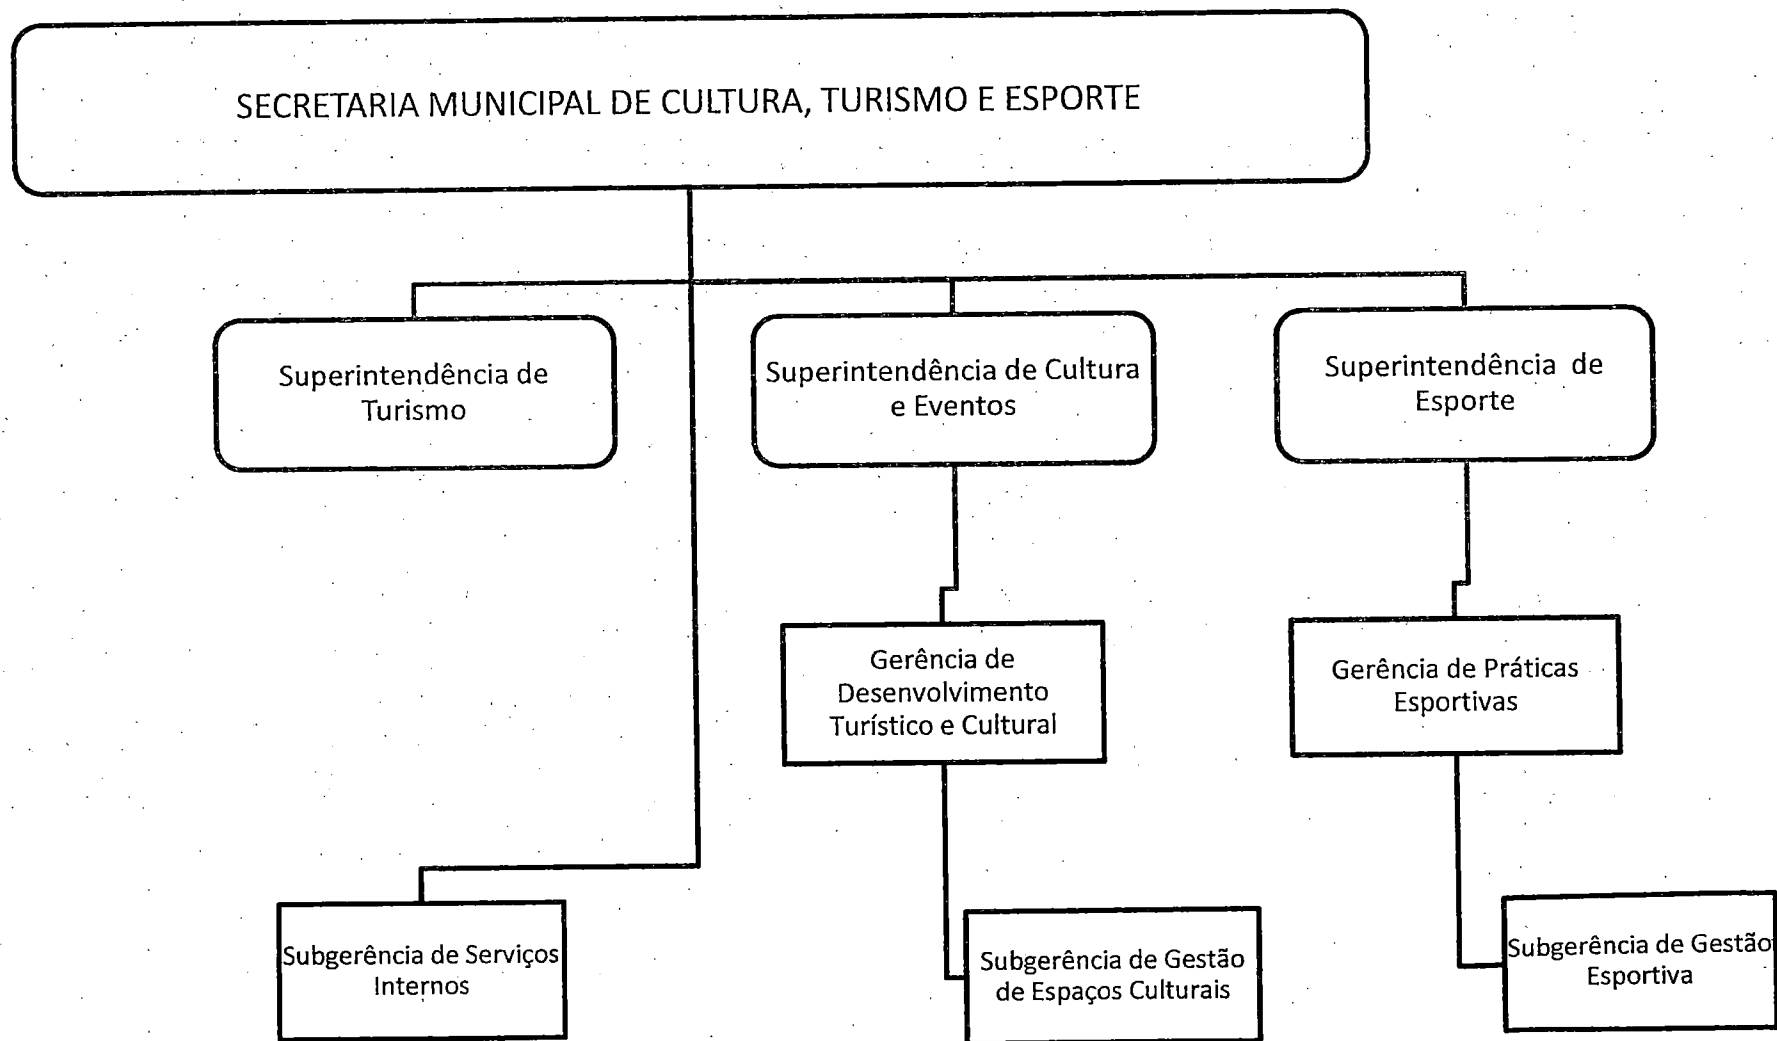 SECRETARIA MUNICIPAL DE CULTURA, TURISMO E ESPORTE
Superintendência de
Turismo
Superintendência de Cultura
e Eventos
Superintendência de
Esporte
Gerência de
Desenvolvimento
Turístico e Cultural
Gerência de Práticas
Esportivas
Subgerência de Serviços
Internos
Subgerência de Gestão
de Espaços Culturais
Subgerência de Gestão
Esportiva